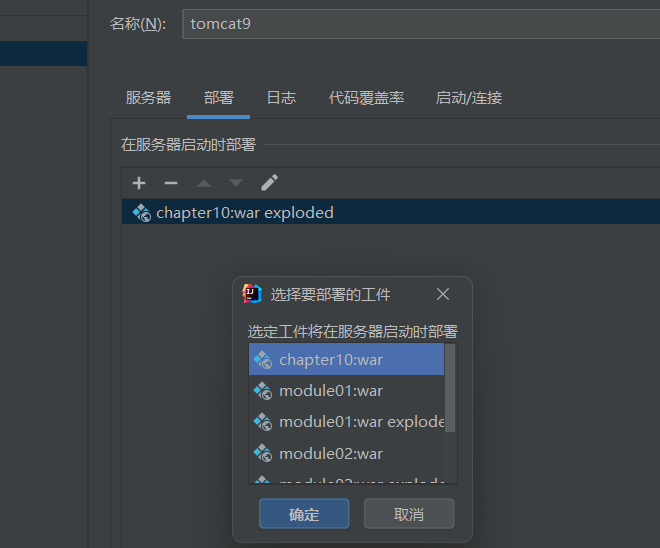 名称(N): tomcat9
服务器 部署 日志 代码覆盖率 启动/连接
在服务器启动时部署
chapter10:war exploded
选择要部署的工件
选定工件将在服务器启动时部署
chapter10:war
module01:war
module01:war explode
module02:war
确定 取消